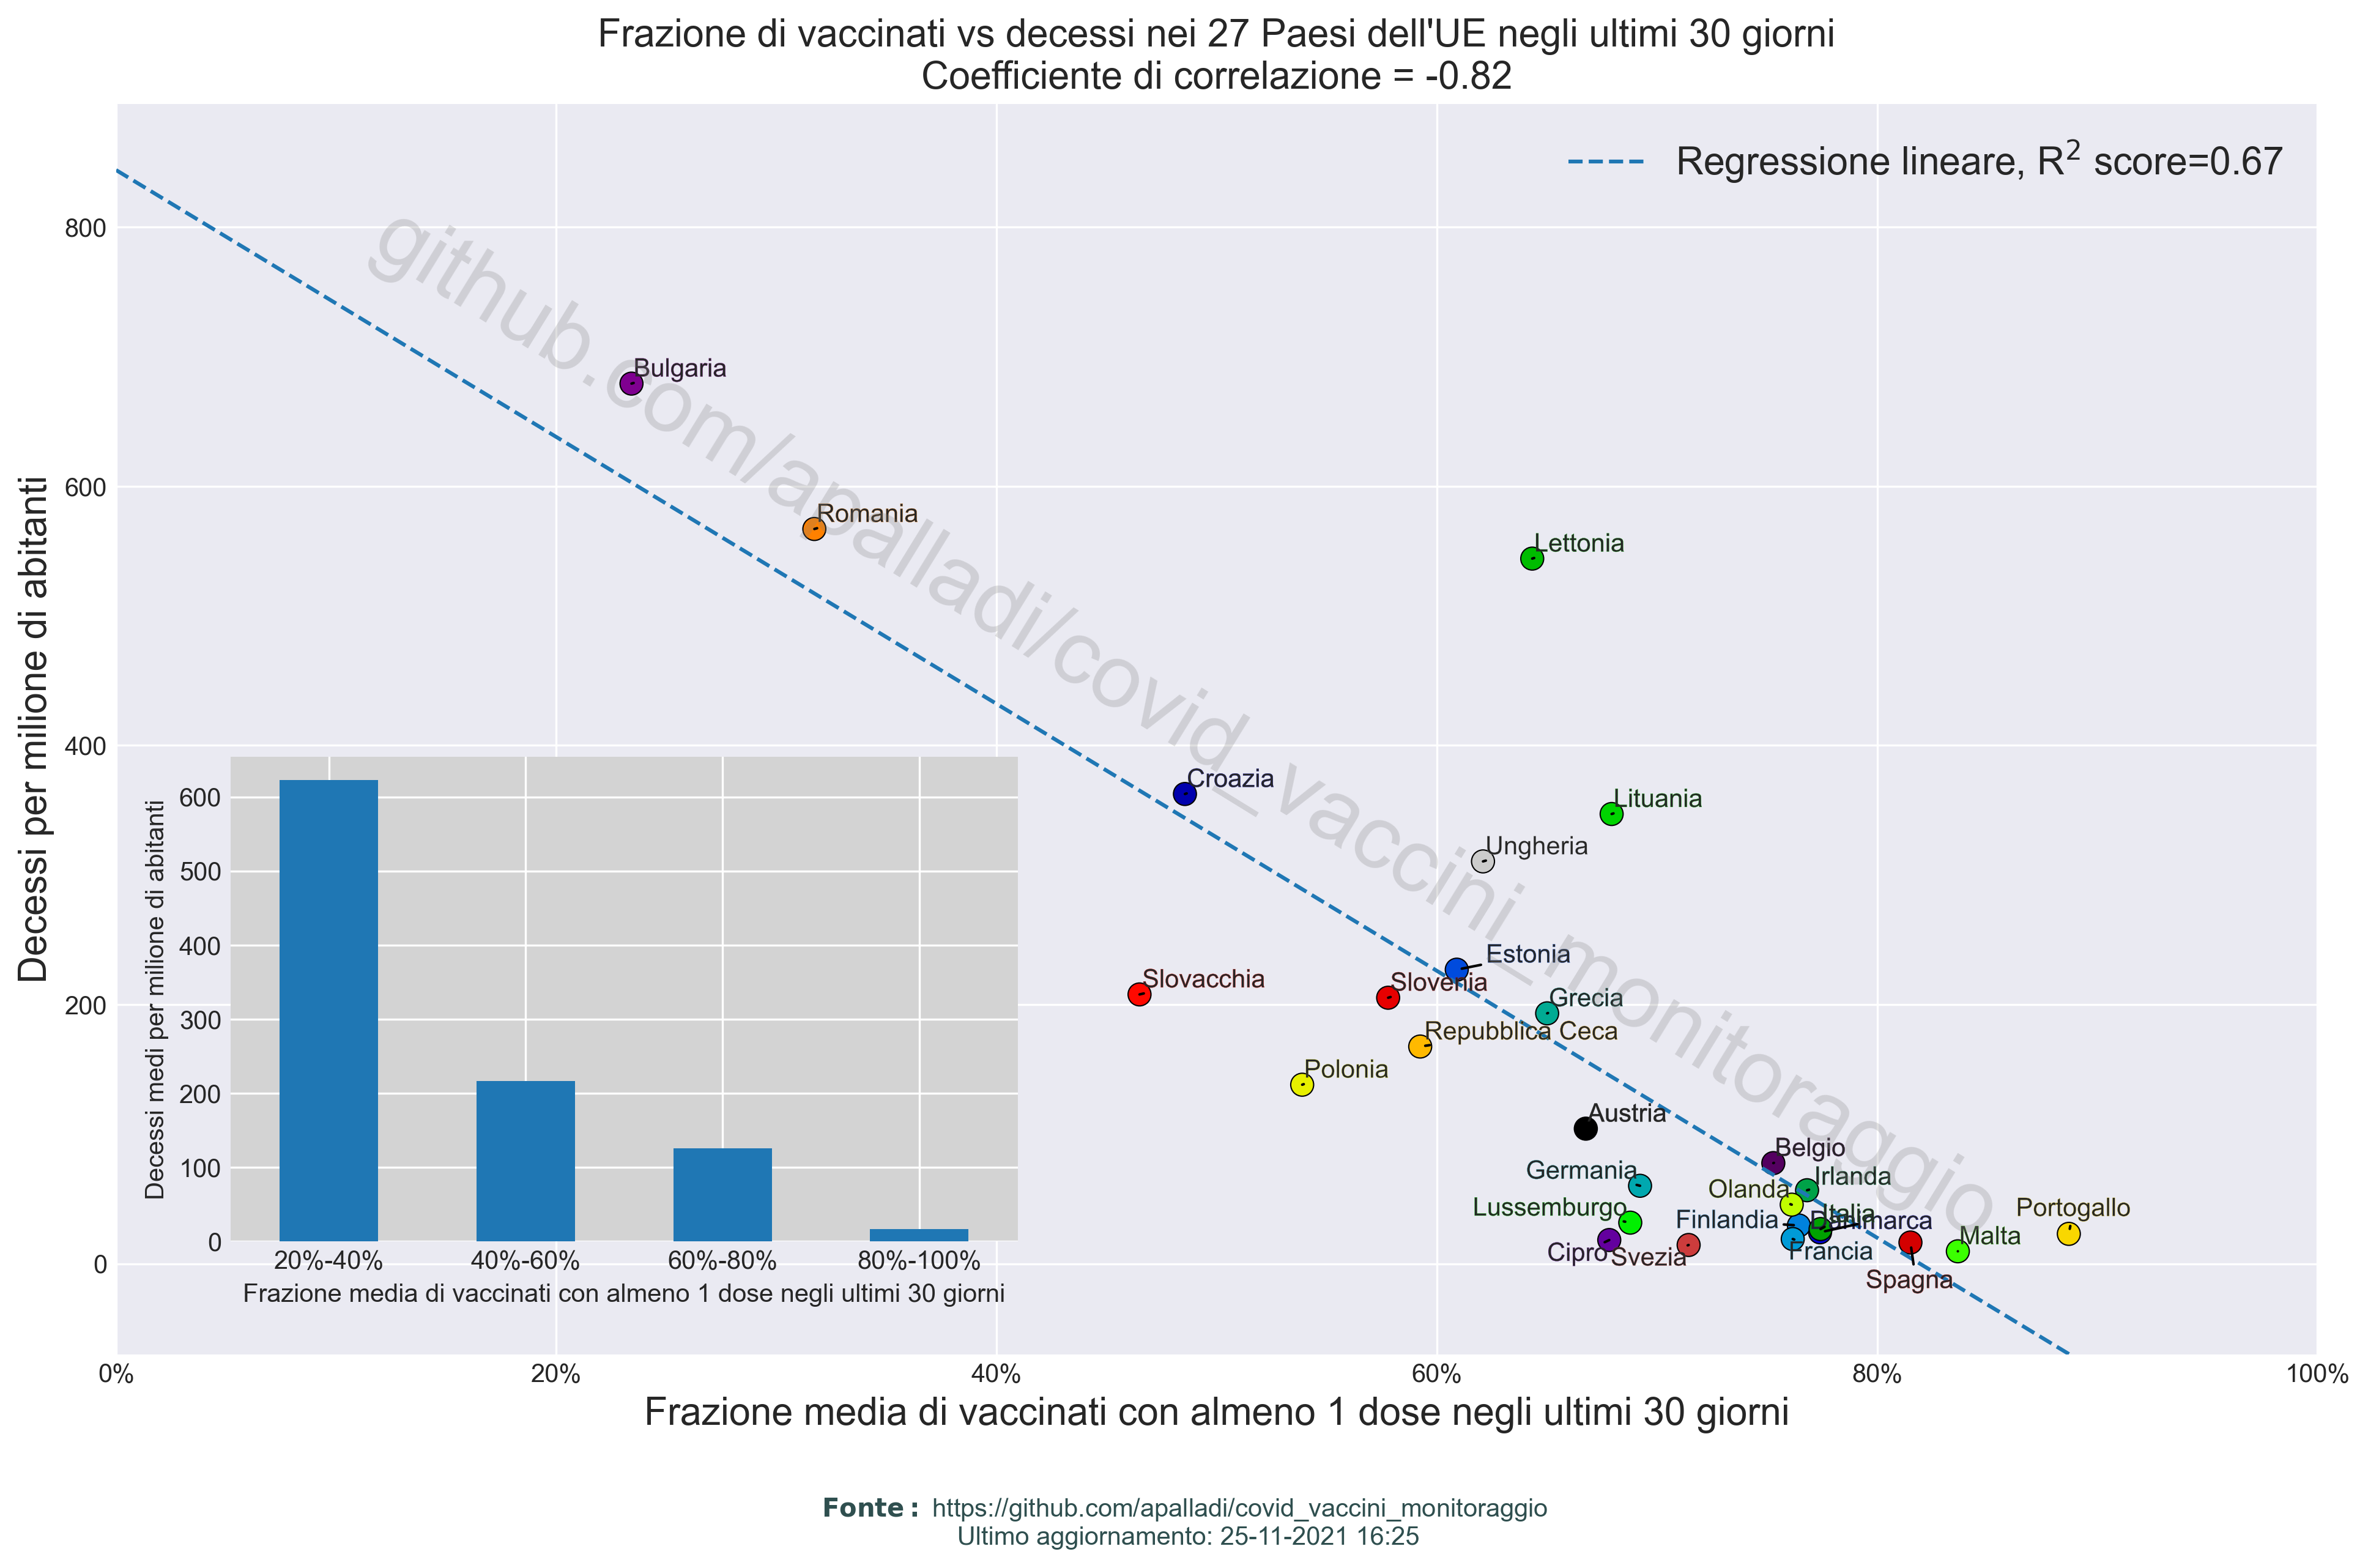 Frazione di vaccinati vs decessi nei 27 Paesi dell'UE negli ultimi 30 giorni
Coefficiente di correlazione = -0.82
Regressione lineare, R² score=0.67
Decessi per milione di abitanti
800
600
400
200
0
github.com/apalladi/covid_vaccini_monitoraggio
Bulgaria
Romania
Lettonia
Croazia
Lituania
Ungheria
Estonia
Slovacchia
Slovenia
Grecia
Repubblica Ceca
Polonia
Austria
Belgio
Germania
Irlanda
Olanda
Lussemburgo
Portogallo
Italia
Finlandia
Danimarca
Malta
Cipro
Svezia
Francia
Spagna
Decessi medi per milione di abitanti
600
500
400
300
200
100
0
20%-40%
40%-60%
60%-80%
80%-100%
Frazione media di vaccinati con almeno 1 dose negli ultimi 30 giorni
0%
20%
40%
60%
80%
100%
Frazione media di vaccinati con almeno 1 dose negli ultimi 30 giorni
Fonte: https://github.com/apalladi/covid_vaccini_monitoraggio
Ultimo aggiornamento: 25-11-2021 16:25